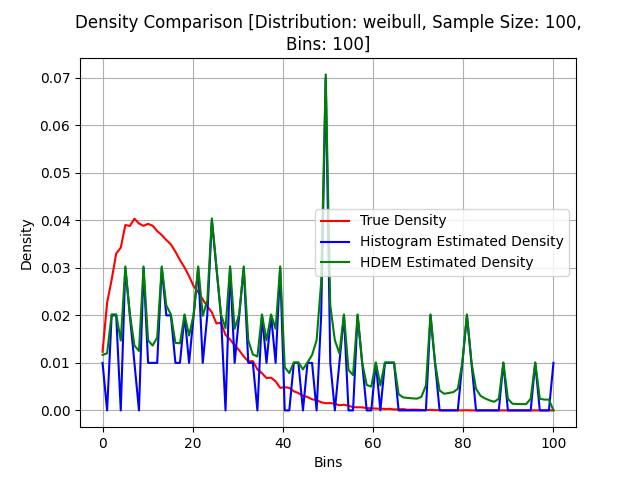 Density Comparison [Distribution: weibull, Sample Size: 100,
Bins: 100]
0.07
0.06
0.05
0.04
0.03
0.02
0.01
0.00
Density
True Density
Histogram Estimated Density
HDEM Estimated Density
0 20 40 60 80 100
Bins